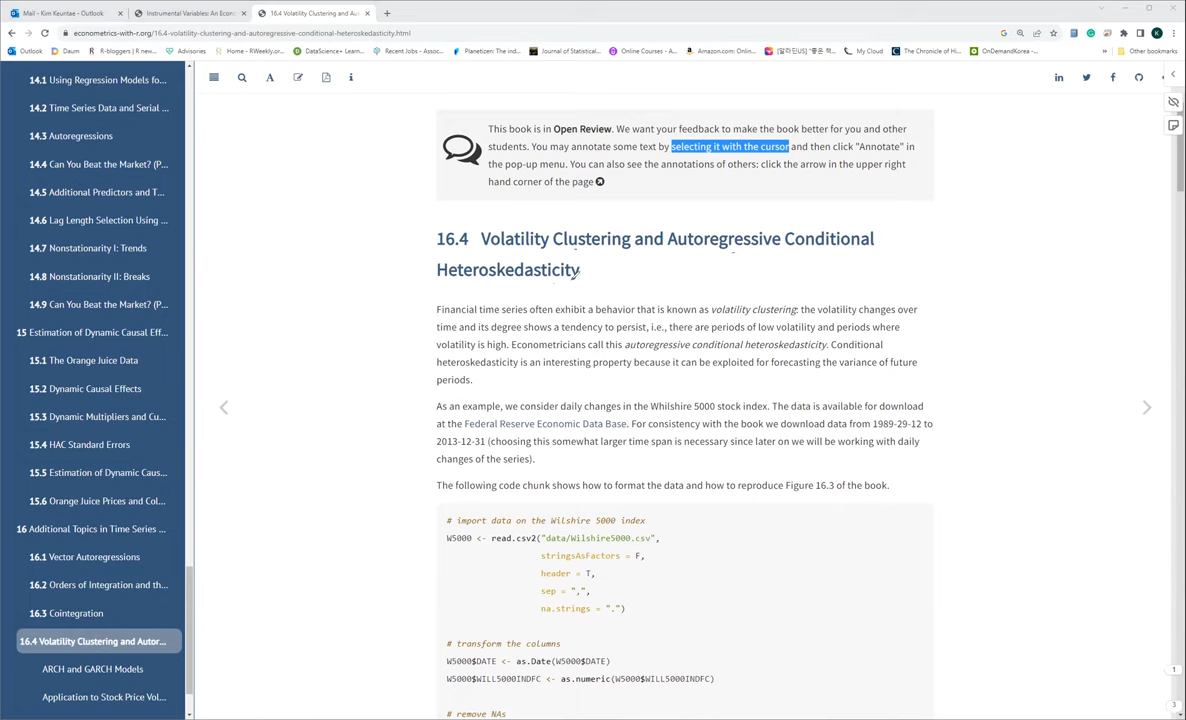 Mail - Kim Keuntae - Outlook
Instrumental Variables: An Econ
16.4 Volatility Clustering and Aut
econometrics-with-r.org/16.4-volatility-clustering-and-autoregressive-conditional-heteroskedasticity.html
Outlook Daum R-bloggers | R new... Advisories Home - RWeekly.or... DataScience+ Learn... Recent Jobs - Assoc... Planetizen: The ind... Journal of Statistical... Online Courses - A... Amazon.com: Onlin... My Cloud The Chronicle of Hi... OnDemandKorea -... Other bookmarks
14.1 Using Regression Models fo...
14.2 Time Series Data and Serial ...
14.3 Autoregressions
14.4 Can You Beat the Market? (P...
14.5 Additional Predictors and T...
14.6 Lag Length Selection Using ...
14.7 Nonstationarity I: Trends
14.8 Nonstationarity II: Breaks
14.9 Can You Beat the Market? (P...
15 Estimation of Dynamic Causal Eff...
15.1 The Orange Juice Data
15.2 Dynamic Causal Effects
15.3 Dynamic Multipliers and Cu...
15.4 HAC Standard Errors
15.5 Estimation of Dynamic Caus...
15.6 Orange Juice Prices and Col...
16 Additional Topics in Time Series ...
16.1 Vector Autoregressions
16.2 Orders of Integration and th...
16.3 Cointegration
16.4 Volatility Clustering and Autor...
ARCH and GARCH Models
Application to Stock Price Vol...
This book is in Open Review. We want your feedback to make the book better for you and other
students. You may annotate some text by selecting it with the cursor and then click "Annotate" in
the pop-up menu. You can also see the annotations of others: click the arrow in the upper right
hand corner of the page
16.4 Volatility Clustering and Autoregressive Conditional
Heteroskedasticity
Financial time series often exhibit a behavior that is known as volatility clustering: the volatility changes over
time and its degree shows a tendency to persist, i.e., there are periods of low volatility and periods where
volatility is high. Econometricians call this autoregressive conditional heteroskedasticity. Conditional
heteroskedasticity is an interesting property because it can be exploited for forecasting the variance of future
periods.
As an example, we consider daily changes in the Whilshire 5000 stock index. The data is available for download
at the Federal Reserve Economic Data Base. For consistency with the book we download data from 1989-29-12 to
2013-12-31 (choosing this somewhat larger time span is necessary since later on we will be working with daily
changes of the series).
The following code chunk shows how to format the data and how to reproduce Figure 16.3 of the book.
# import data on the Wilshire 5000 index
W5000 <- read.csv2("data/Wilshire5000.csv",
stringsAsFactors = F,
header = T,
sep = ",",
na.strings = ".")
# transform the columns
W5000$DATE <- as.Date(W5000$DATE)
W5000$WILL5000INDFC <- as.numeric(W5000$WILL5000INDFC)
# remove NAs
1
3